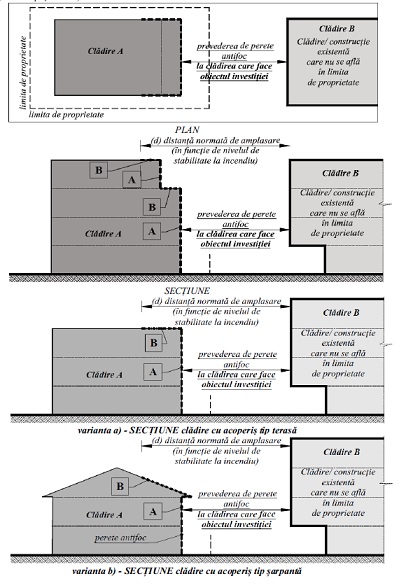 Clădire A
prevederea de perete
antifoc
la clădirea care face
obiectul investiției
Clădire B
Clădire/ construcție
existentă
care nu se află
în limita
de proprietate
limita de proprietate
limita de proprietate
PLAN
(d) distanță normată de amplasare
(în funcție de nivelul de
stabilitate la incendiu)
B
A
B
Clădire A
A
prevederea de perete
antifoc
la clădirea care face
obiectul investiției
Clădire B
Clădire/ construcție
existentă
care nu se află
în limita
de proprietate
SECȚIUNE
(d) distanță normată de amplasare
(în funcție de nivelul de
stabilitate la incendiu)
B
Clădire A
A
prevederea de perete
antifoc
la clădirea care face
obiectul investiției
Clădire B
Clădire/ construcție
existentă
care nu se află
în limita
de proprietate
varianta a) - SECȚIUNE clădire cu acoperiș tip terasă
(d) distanță normată de amplasare
(în funcție de nivelul de
stabilitate la incendiu)
B
Clădire A
A
perete antifoc
prevederea de perete
antifoc
la clădirea care face
obiectul investiției
Clădire B
Clădire/ construcție
existentă
care nu se află
în limita
de proprietate
varianta b) - SECȚIUNE clădire cu acoperiș tip șarpantă